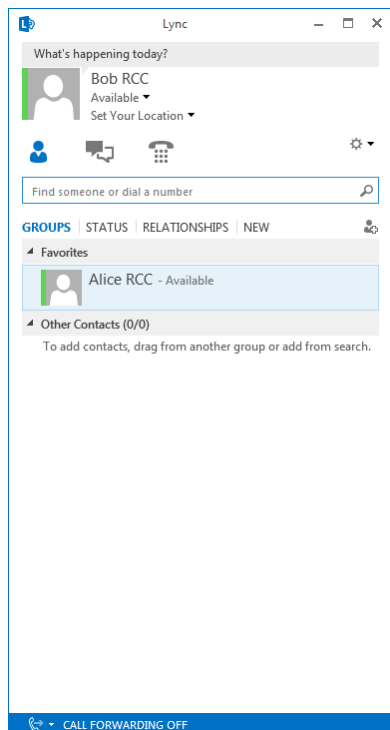 Lync
What's happening today?
Bob RCC
Available
Set Your Location
Find someone or dial a number
GROUPS STATUS RELATIONSHIPS NEW
Favorites
Alice RCC - Available
Other Contacts (0/0)
To add contacts, drag from another group or add from search.
CALL FORWARDING OFF